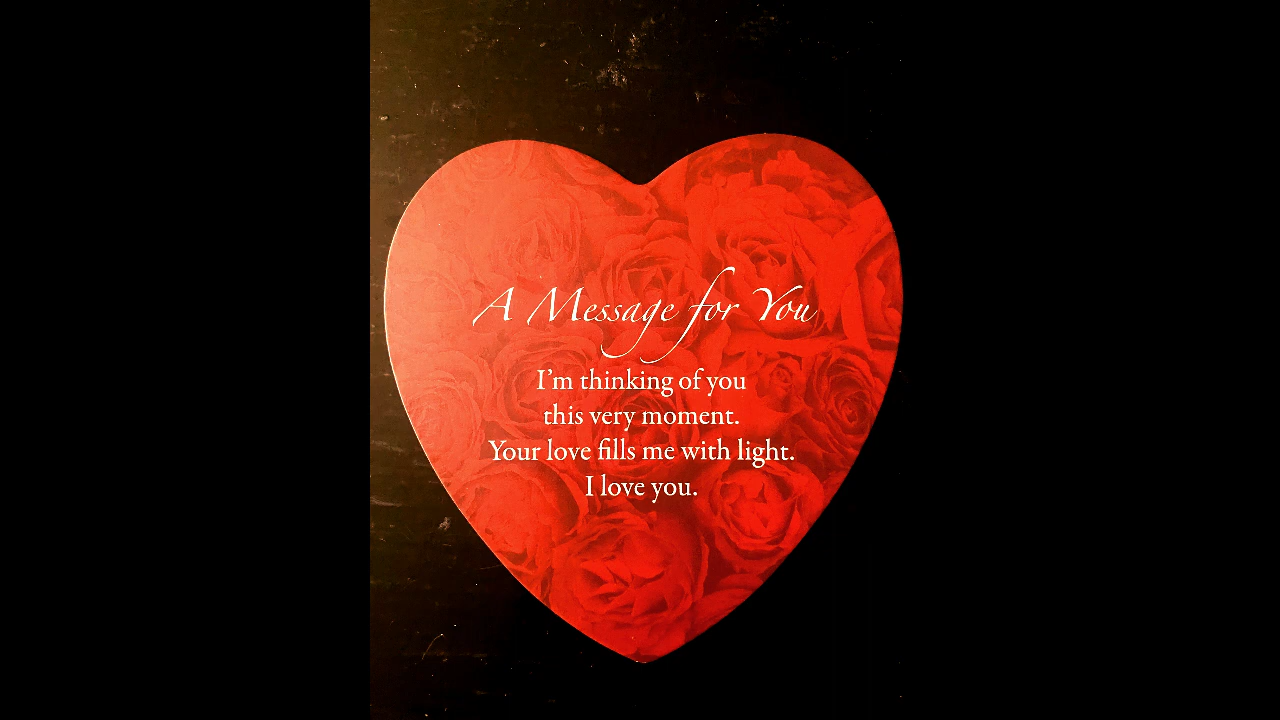 A Message for You
I'm thinking of you
this very moment.
Your love fills me with light.
I love you.